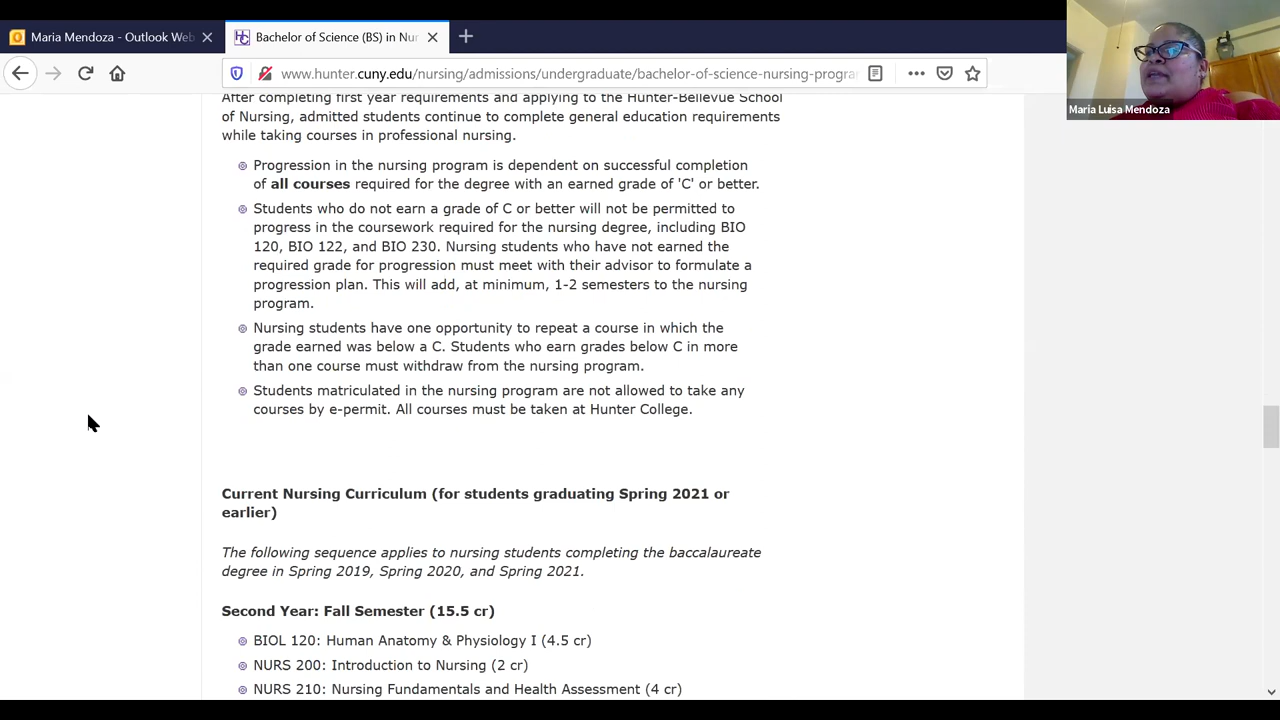 Maria Mendoza - Outlook Web
Bachelor of Science (BS) in Nur
www.hunter.cuny.edu/nursing/admissions/undergraduate/bachelor-of-science-nursing-progra
Maria Luisa Mendoza
After completing first year requirements and applying to the Hunter-Bellevue School
of Nursing, admitted students continue to complete general education requirements
while taking courses in professional nursing.
Progression in the nursing program is dependent on successful completion
of all courses required for the degree with an earned grade of 'C' or better.
Students who do not earn a grade of C or better will not be permitted to
progress in the coursework required for the nursing degree, including BIO
120, BIO 122, and BIO 230. Nursing students who have not earned the
required grade for progression must meet with their advisor to formulate a
progression plan. This will add, at minimum, 1-2 semesters to the nursing
program.
Nursing students have one opportunity to repeat a course in which the
grade earned was below a C. Students who earn grades below C in more
than one course must withdraw from the nursing program.
Students matriculated in the nursing program are not allowed to take any
courses by e-permit. All courses must be taken at Hunter College.
Current Nursing Curriculum (for students graduating Spring 2021 or
earlier)
The following sequence applies to nursing students completing the baccalaureate
degree in Spring 2019, Spring 2020, and Spring 2021.
Second Year: Fall Semester (15.5 cr)
BIOL 120: Human Anatomy & Physiology I (4.5 cr)
NURS 200: Introduction to Nursing (2 cr)
NURS 210: Nursing Fundamentals and Health Assessment (4 cr)